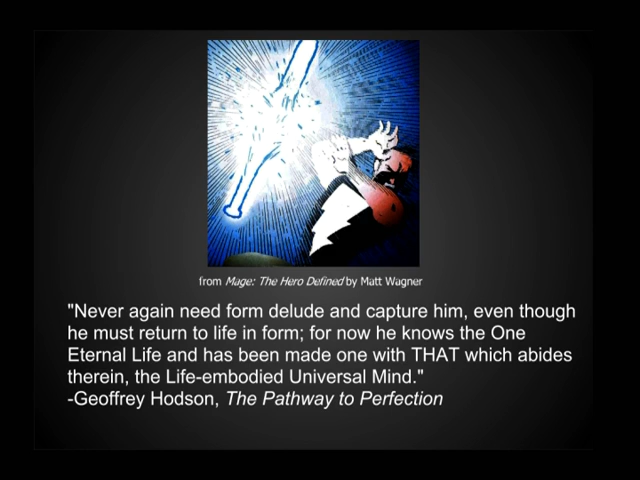 from Mage: The Hero Defined by Matt Wagner
"Never again need form delude and capture him, even though
he must return to life in form; for now he knows the One
Eternal Life and has been made one with THAT which abides
therein, the Life-embodied Universal Mind."
-Geoffrey Hodson, The Pathway to Perfection